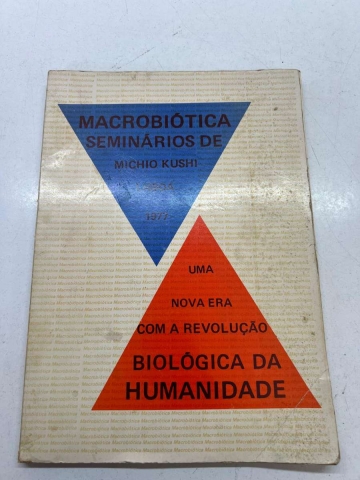 MACROBIÓTICA
SEMINÁRIOS DE
MICHIO KUSHI
1977
UMA
NOVA ERA
COM A REVOLUÇÃO
BIOLÓGICA DA
HUMANIDADE